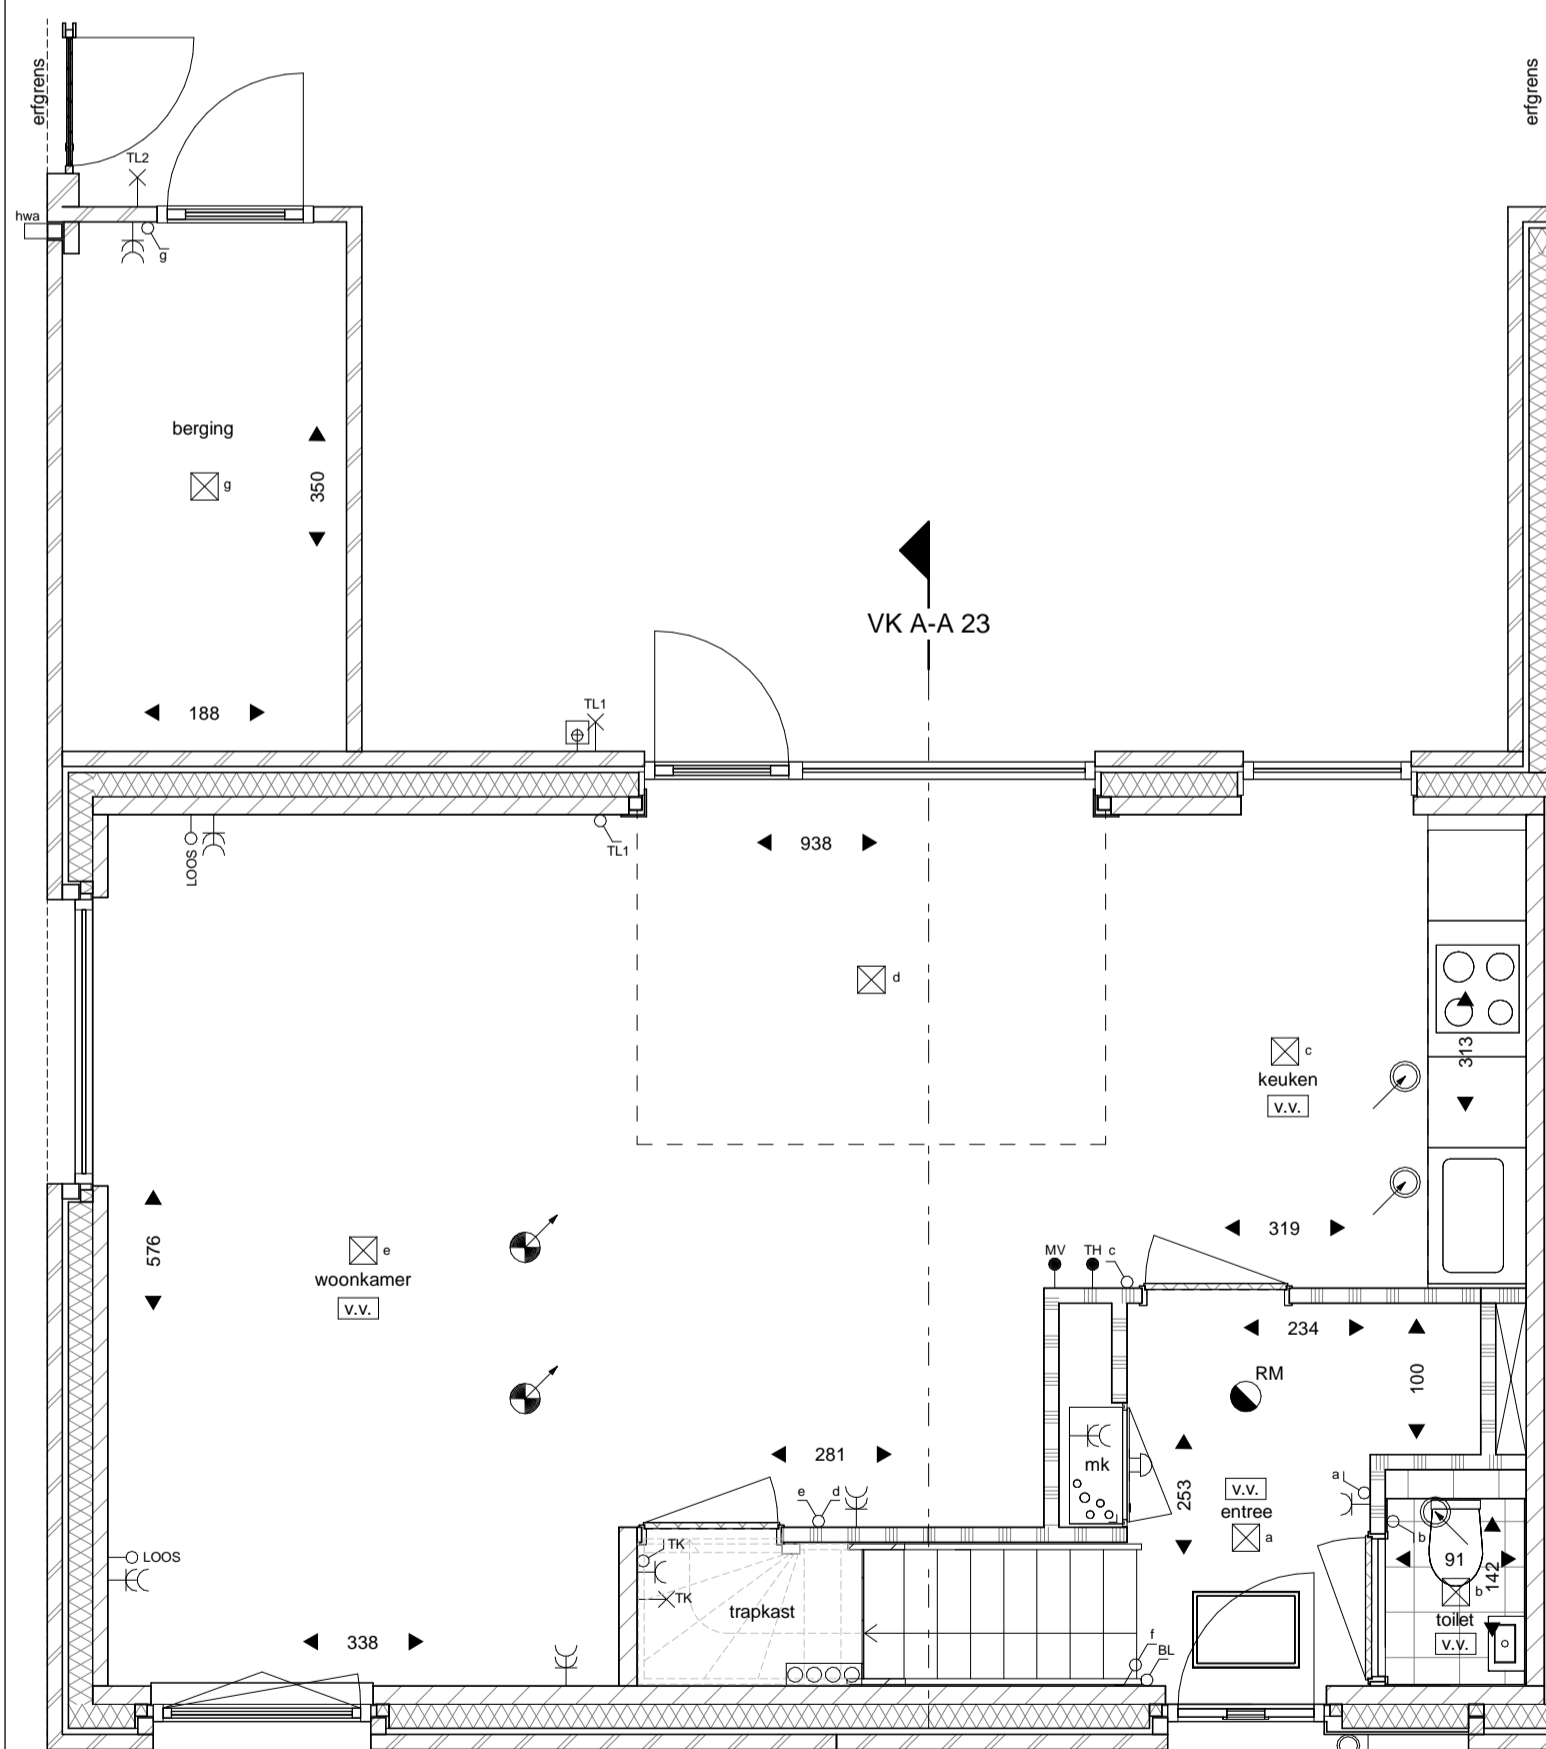 erfgrens
erfgrens
TL2
hwa
g
berging
g
350
VK A-A 23
188
TL1
938
TL1
LOOS
d
313
c
keuken
v.v.
576
e
woonkamer
v.v.
319
MV
TH
c
234
RM
100
281
mk
253
v.v.
entree
a
a
e
d
b
91
142
b
toilet
v.v.
LOOS
TK
TK
trapkast
338
f
BL